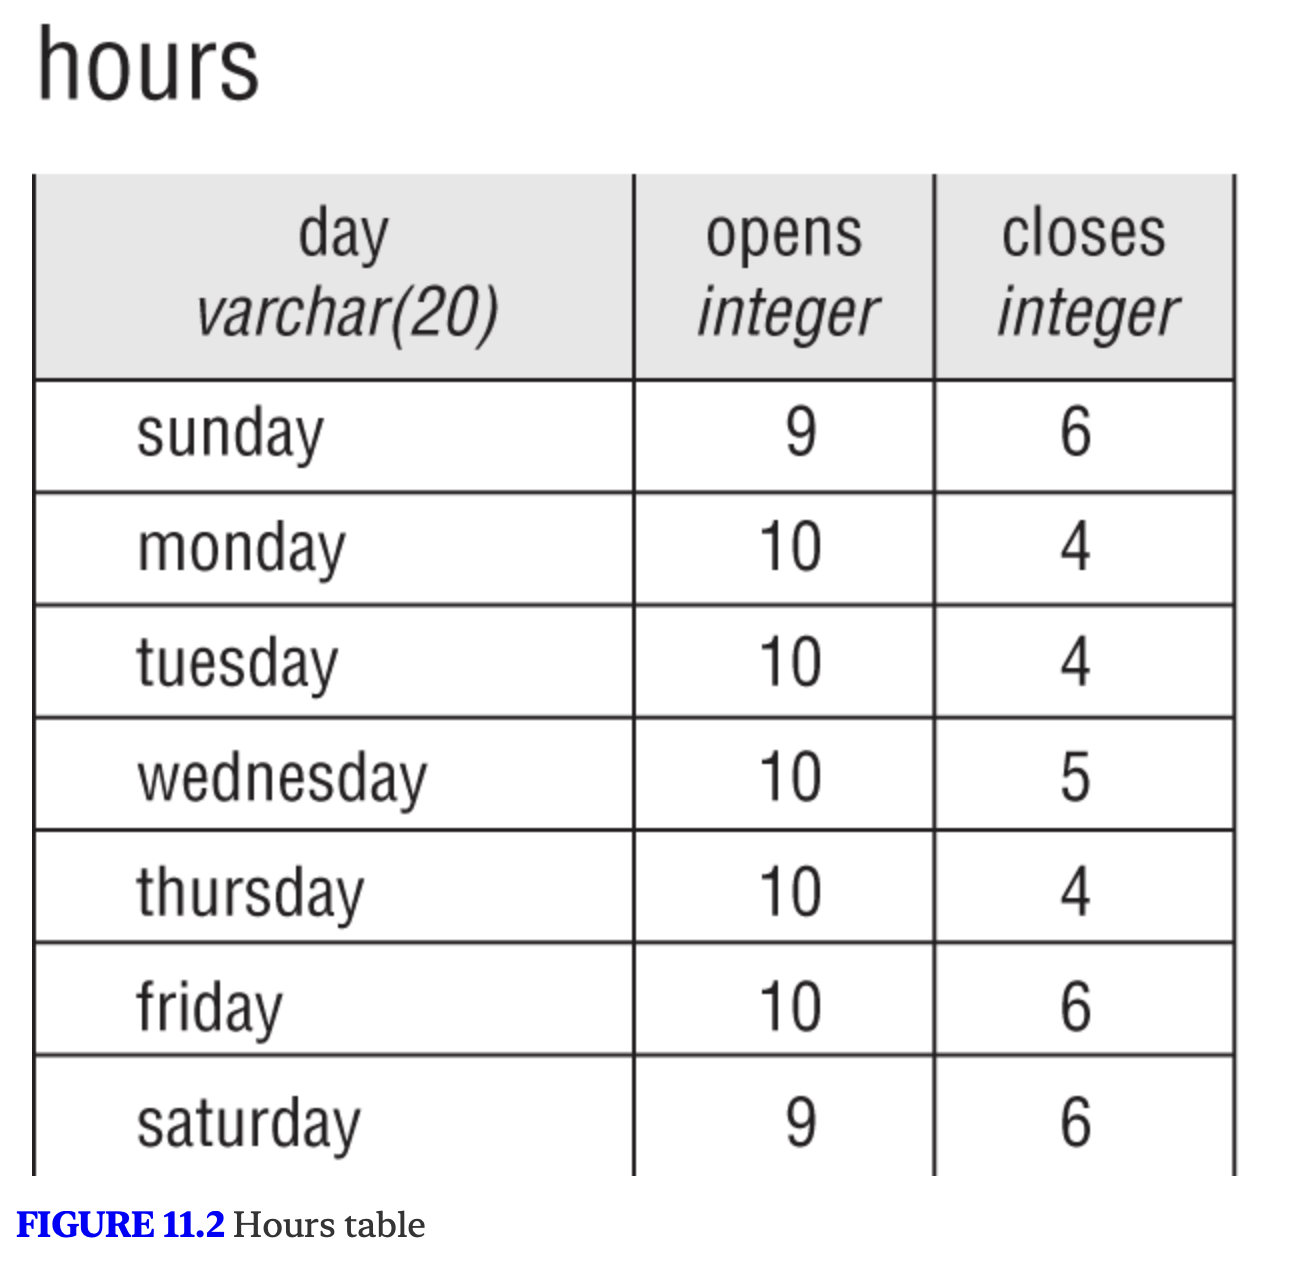 hours
day opens closes
varchar(20) integer integer
sunday 9 6
monday 10 4
tuesday 10 4
wednesday 10 5
thursday 10 4
friday 10 6
saturday 9 6
FIGURE 11.2 Hours table